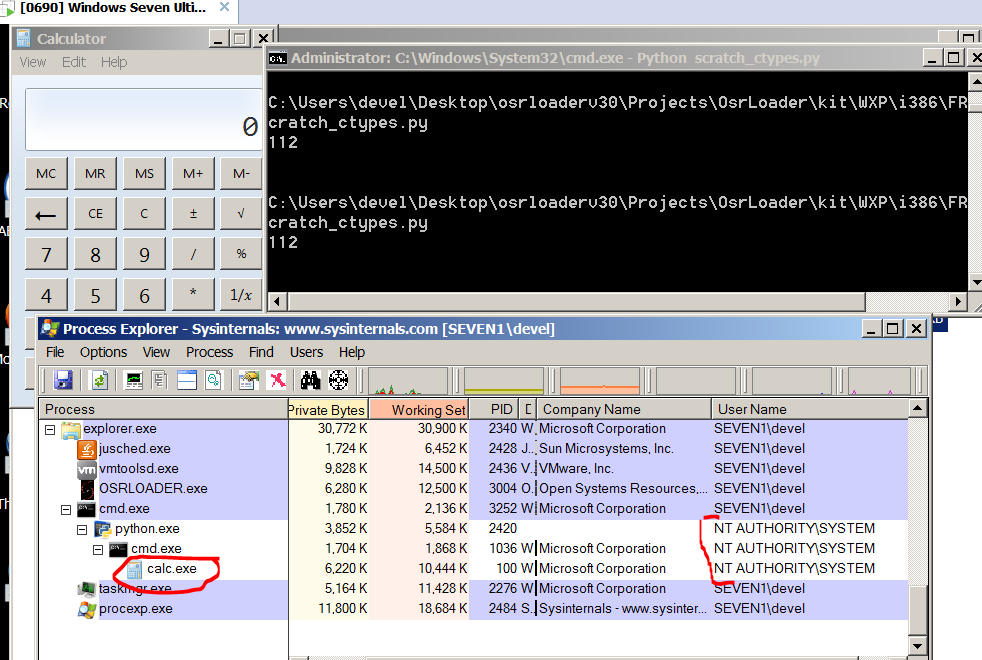 [0690] Windows Seven Ulti...
Calculator
View Edit Help
0
MC MR MS M+ M-
← CE C ± √
7 8 9 / %
4 5 6 * 1/x
Administrator: C:\Windows\System32\cmd.exe - Python scratch_ctypes.py
C:\Users\devel\Desktop\osrloaderv30\Projects\OsrLoader\kit\WXP\i386\FR
cratch_ctypes.py
112
C:\Users\devel\Desktop\osrloaderv30\Projects\OsrLoader\kit\WXP\i386\FR
cratch_ctypes.py
112
Process Explorer - Sysinternals: www.sysinternals.com [SEVEN1\devel]
File Options View Process Find Users Help
Process Private Bytes Working Set PID D Company Name User Name
explorer.exe 30,772 K 30,900 K 2340 W Microsoft Corporation SEVEN1\devel
jusched.exe 1,724 K 6,452 K 2428 J... Sun Microsystems, Inc. SEVEN1\devel
vmtoolsd.exe 9,828 K 14,500 K 2436 V. VMware, Inc. SEVEN1\devel
OSRLOADER.exe 6,280 K 12,500 K 3004 O. Open Systems Resources,... SEVEN1\devel
cmd.exe 1,780 K 2,136 K 3252 W Microsoft Corporation SEVEN1\devel
python.exe 3,852 K 5,584 K 2420 NT AUTHORITY\SYSTEM
cmd.exe 1,704 K 1,868 K 1036 W Microsoft Corporation NT AUTHORITY\SYSTEM
calc.exe 6,220 K 10,444 K 100 W Microsoft Corporation NT AUTHORITY\SYSTEM
taskmgr.exe 5,164 K 11,428 K 2276 W Microsoft Corporation SEVEN1\devel
procexp.exe 11,800 K 18,684 K 2484 S. Sysinternals - www.sysinter... SEVEN1\devel